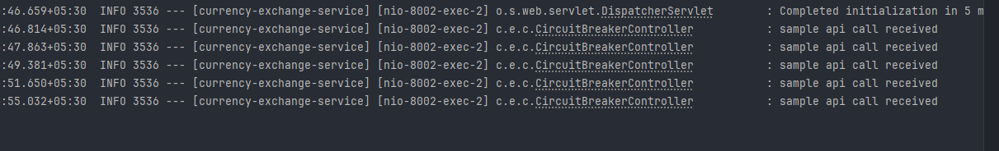 :46.659+05:30  INFO 3536 --- [currency-exchange-service] [nio-8002-exec-2] o.s.web.servlet.DispatcherServlet        : Completed initialization in 5 m
:46.814+05:30  INFO 3536 --- [currency-exchange-service] [nio-8002-exec-2] c.e.c.CircuitBreakerController           : sample api call received
:47.863+05:30  INFO 3536 --- [currency-exchange-service] [nio-8002-exec-2] c.e.c.CircuitBreakerController           : sample api call received
:49.381+05:30  INFO 3536 --- [currency-exchange-service] [nio-8002-exec-2] c.e.c.CircuitBreakerController           : sample api call received
:51.650+05:30  INFO 3536 --- [currency-exchange-service] [nio-8002-exec-2] c.e.c.CircuitBreakerController           : sample api call received
:55.032+05:30  INFO 3536 --- [currency-exchange-service] [nio-8002-exec-2] c.e.c.CircuitBreakerController           : sample api call received